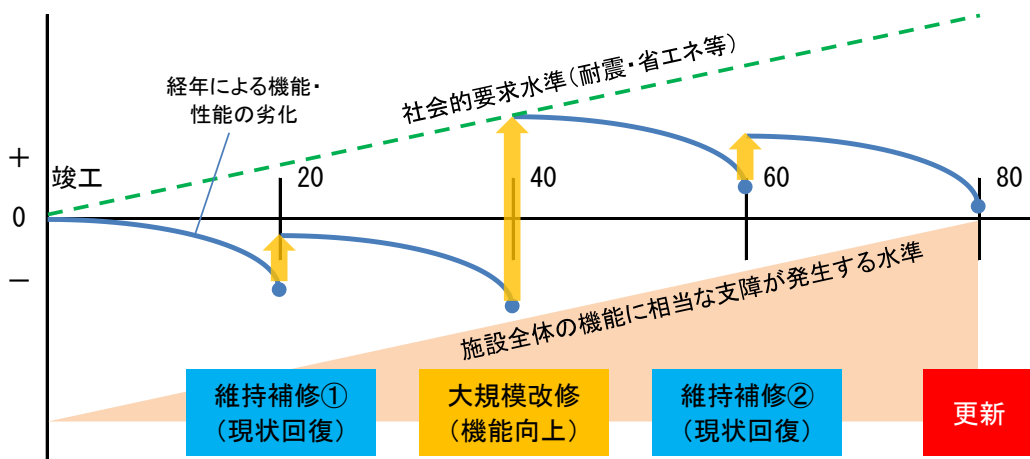 社会的要求水準（耐震・省エネ等）
経年による機能・
性能の劣化
＋
竣工
20
40
60
80
0
－
施設全体の機能に相当な支障が発生する水準
維持補修①
（現状回復）
大規模改修
（機能向上）
維持補修②
（現状回復）
更新